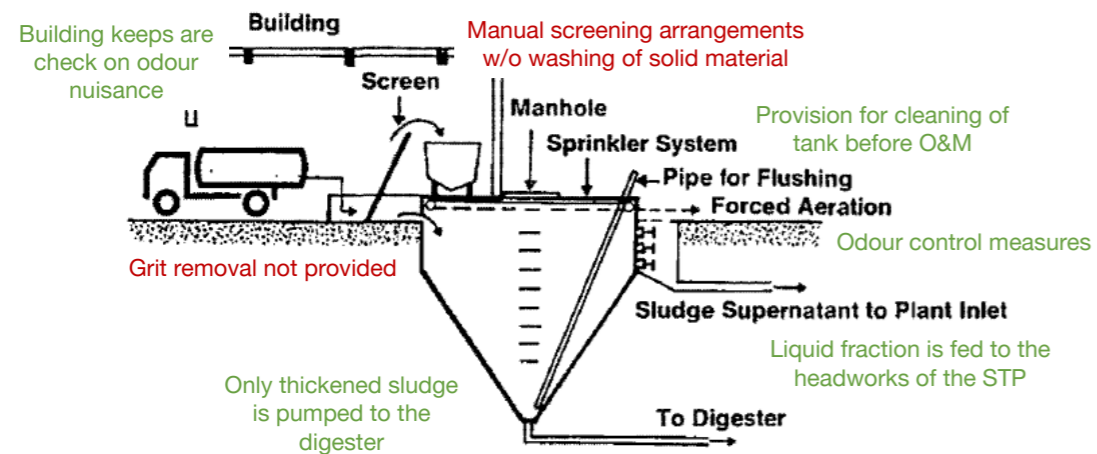 Building keeps are
check on odour
nuisance
Building
Manual screening arrangements
w/o washing of solid material
Screen
Manhole
Sprinkler System
Provision for cleaning of
tank before O&M
Pipe for Flushing
Forced Aeration
Odour control measures
Grit removal not provided
Sludge Supernatant to Plant Inlet
Liquid fraction is fed to the
headworks of the STP
Only thickened sludge
is pumped to the
digester
To Digester